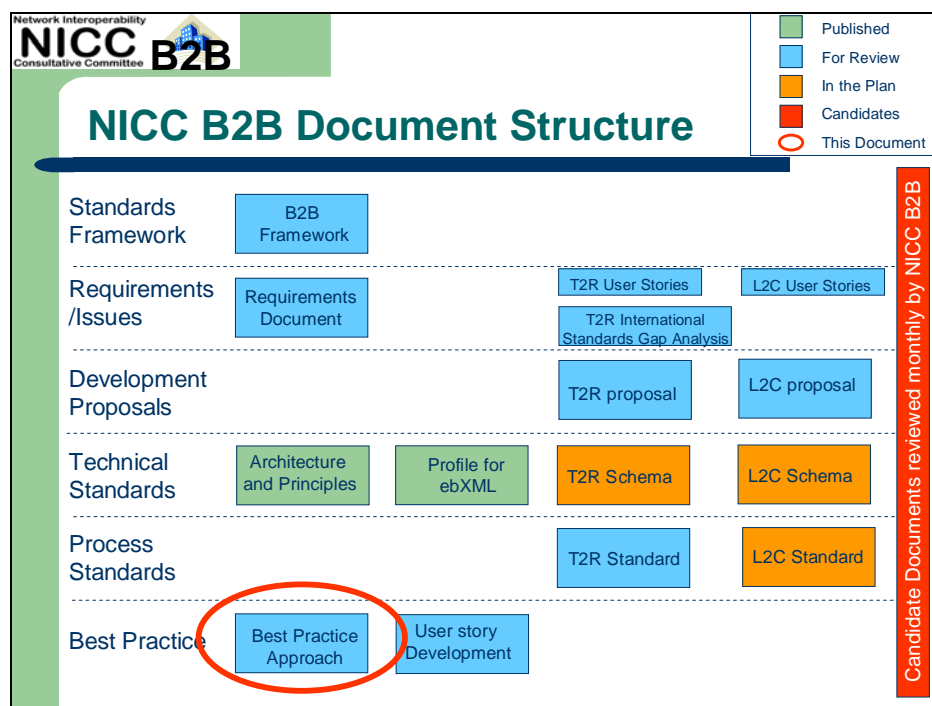 Network Interoperability
NICC
Consultative Committee
B2B
Published
For Review
In the Plan
Candidates
This Document
NICC B2B Document Structure
Standards
Framework
B2B
Framework
Requirements
/Issues
Requirements
Document
T2R User Stories
L2C User Stories
T2R International
Standards Gap Analysis
Development
Proposals
T2R proposal
L2C proposal
Technical
Standards
Architecture
and Principles
Profile for
ebXML
T2R Schema
L2C Schema
Process
Standards
T2R Standard
L2C Standard
Best Practice
Best Practice
Approach
User story
Development
Candidate Documents reviewed monthly by NICC B2B